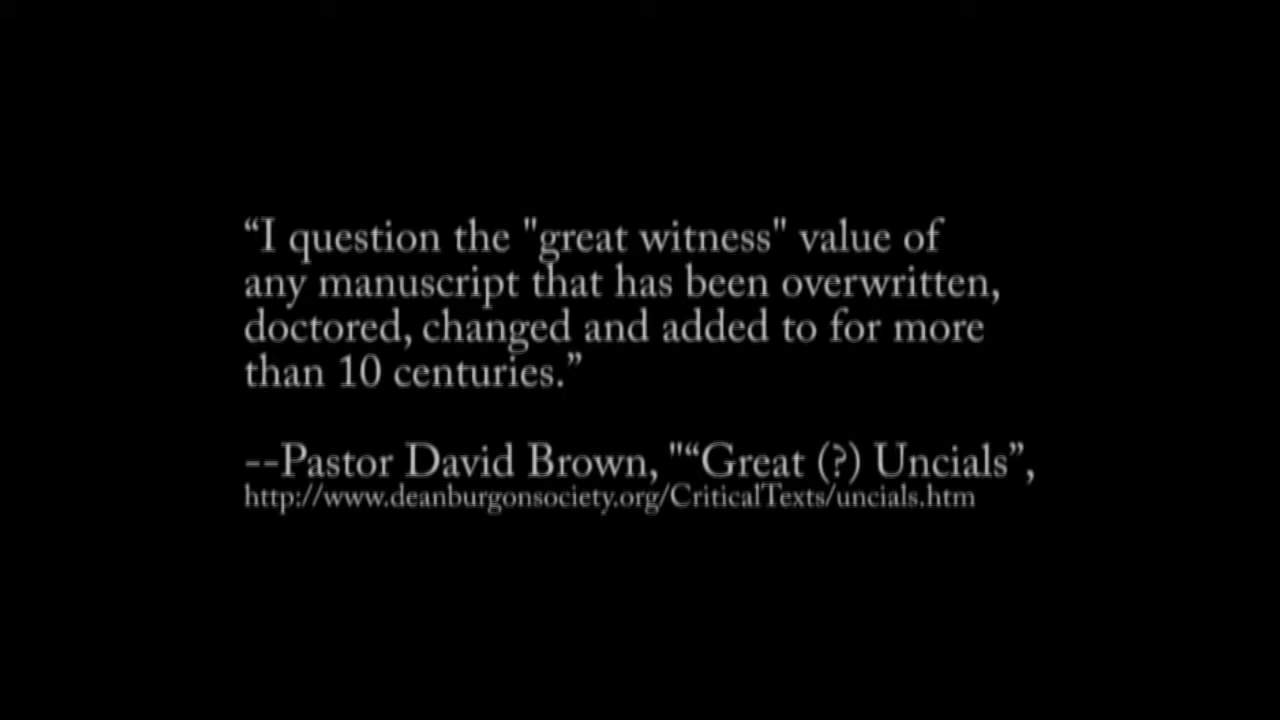 “I question the "great witness" value of
any manuscript that has been overwritten,
doctored, changed and added to for more
than 10 centuries.”
--Pastor David Brown, "“Great (?) Uncials”,
http://www.deanburgonsociety.org/CriticalTexts/uncials.htm